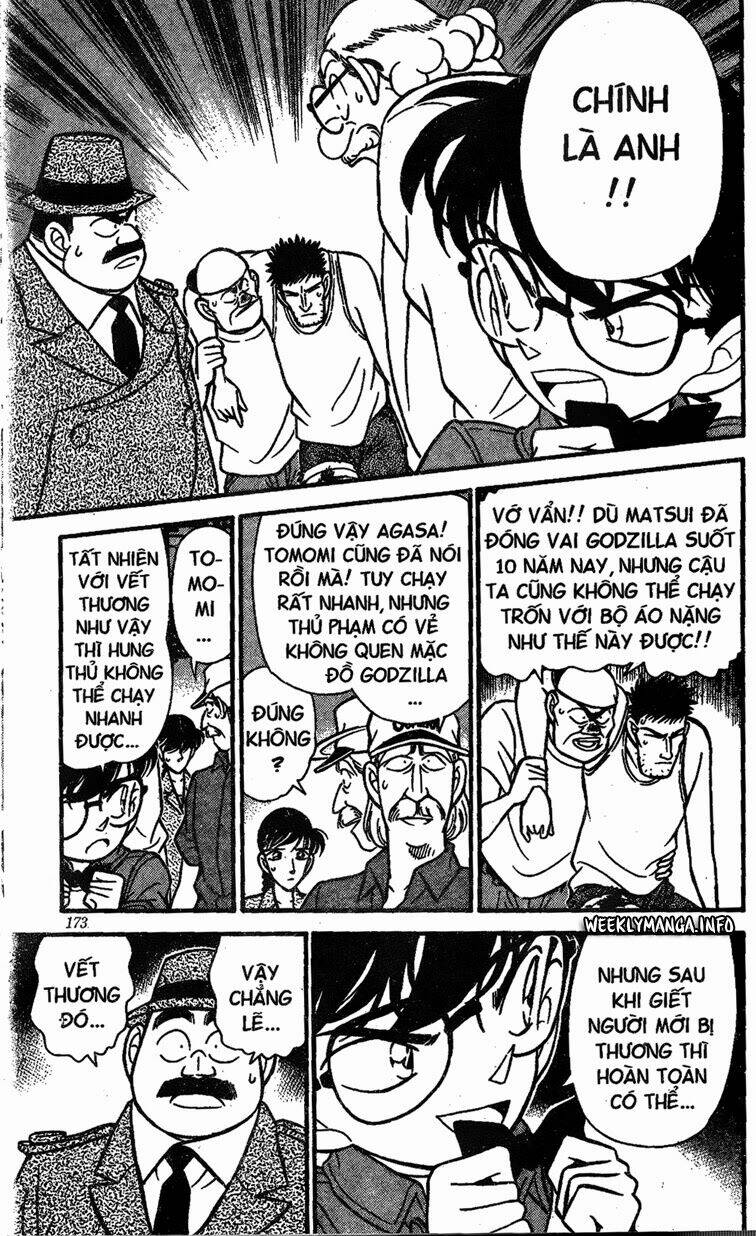 CHÍNH
LÀ ANH
!!
VỚ VẨN!! DÙ MATSUI ĐÃ
ĐÓNG VAI GODZILLA SUỐT
10 NĂM NAY, NHƯNG CẬU
TA CŨNG KHÔNG THỂ CHẠY
TRỐN VỚI BỘ ÁO NẶNG
NHƯ THẾ NÀY ĐƯỢC!!
ĐÚNG VẬY AGASA!
TOMOMI CŨNG ĐÃ NÓI
RỒI MÀ! TUY CHẠY
RẤT NHANH, NHƯNG
THỦ PHẠM CÓ VẺ
KHÔNG QUEN MẶC
ĐỒ GODZILLA
...
ĐÚNG
KHÔNG
?
TO-
MO-
MI
...
TẤT NHIÊN
VỚI VẾT
THƯƠNG
NHƯ VẬY
THÌ HUNG
THỦ KHÔNG
THỂ CHẠY
NHANH
ĐƯỢC...
173
WEEKLYMANGA.INFO
NHƯNG SAU
KHI GIẾT
NGƯỜI MỚI BỊ
THƯƠNG THÌ
HOÀN TOÀN
CÓ THỂ...
VẬY
CHẲNG
LẼ...
VẾT
THƯƠNG
ĐÓ...